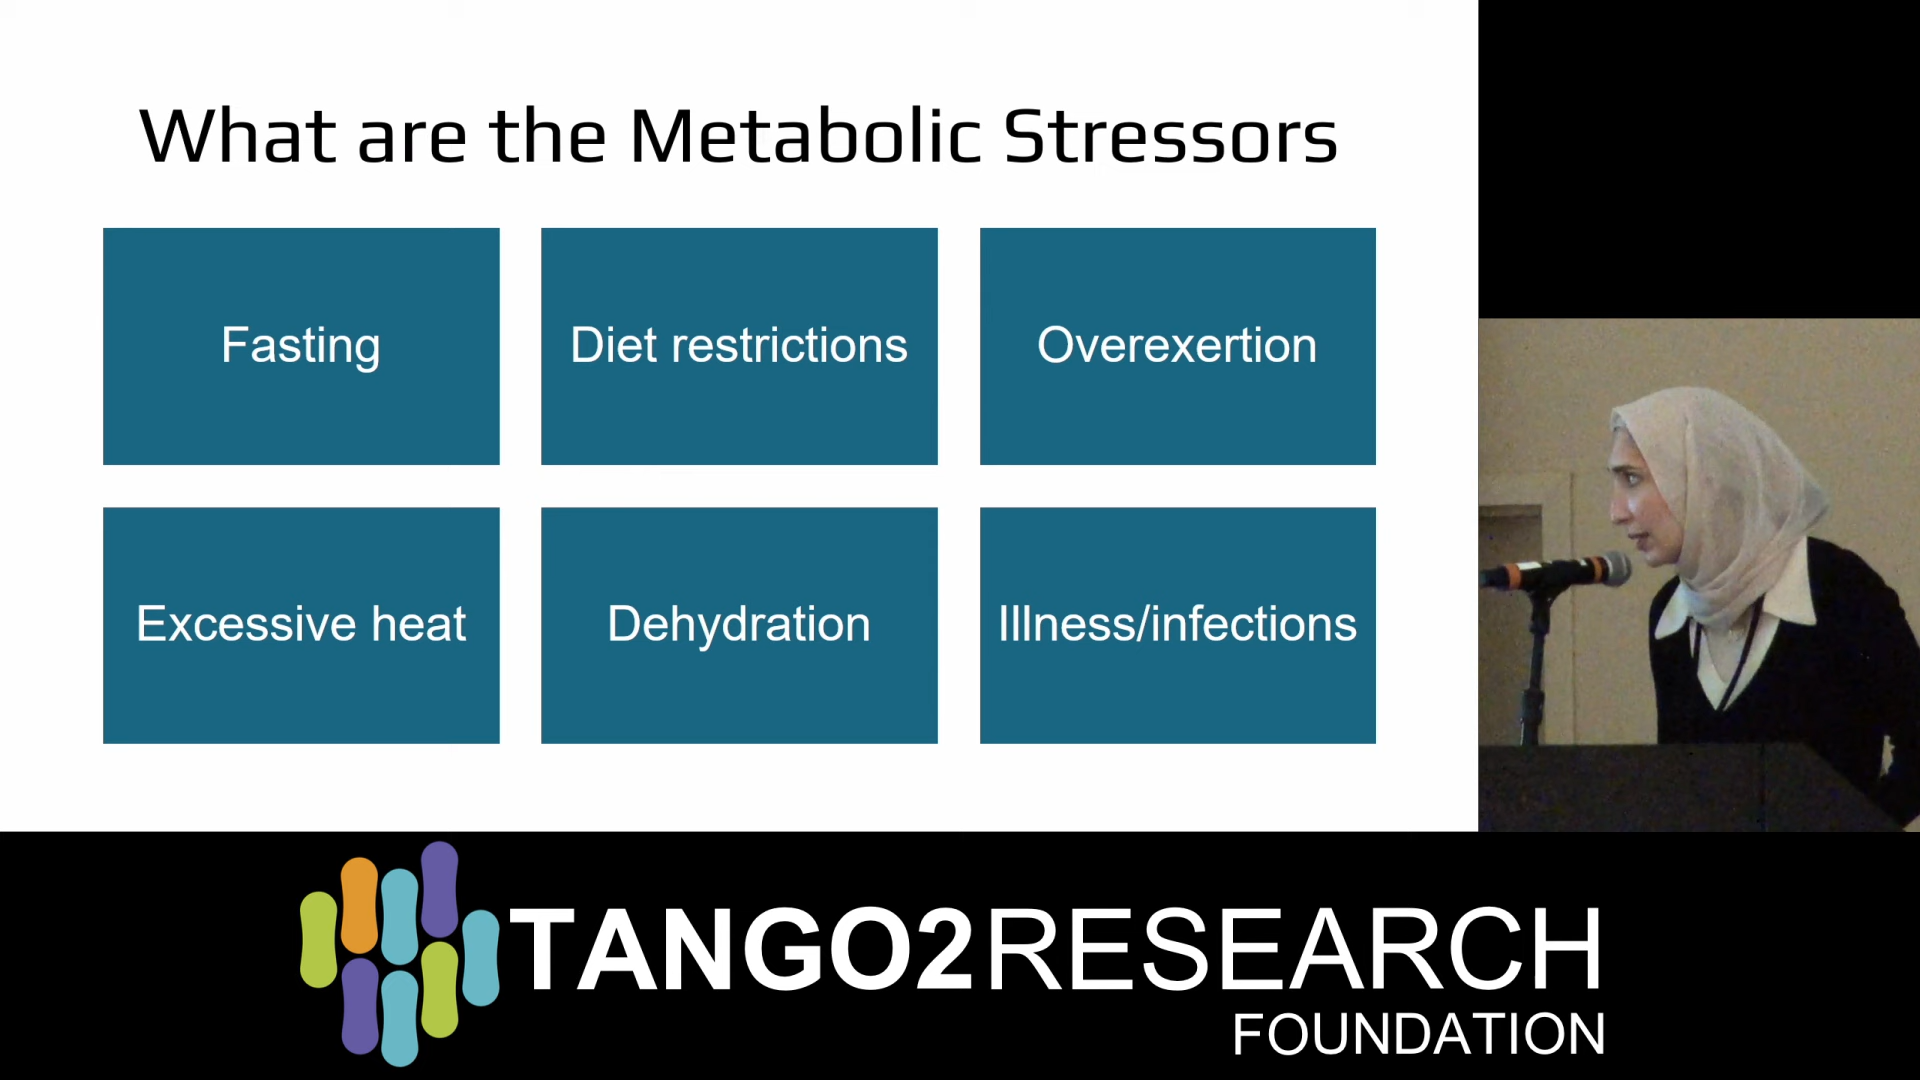 What are the Metabolic Stressors
Fasting
Diet restrictions
Overexertion
Excessive heat
Dehydration
Illness/infections
TANGO2RESEARCH
FOUNDATION